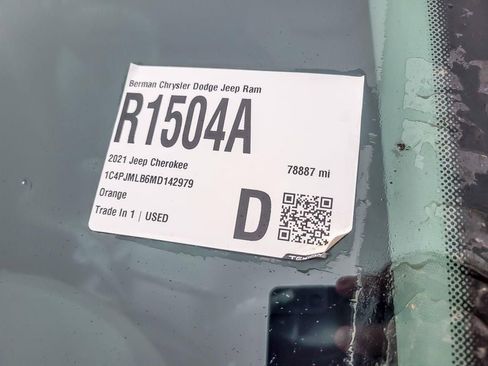 Berman Chrysler Dodge Jeep Ram
R1504A
2021 Jeep Cherokee
78887 mi
1C4PJMLB6MD142979
Orange
Trade In 1 | USED
D